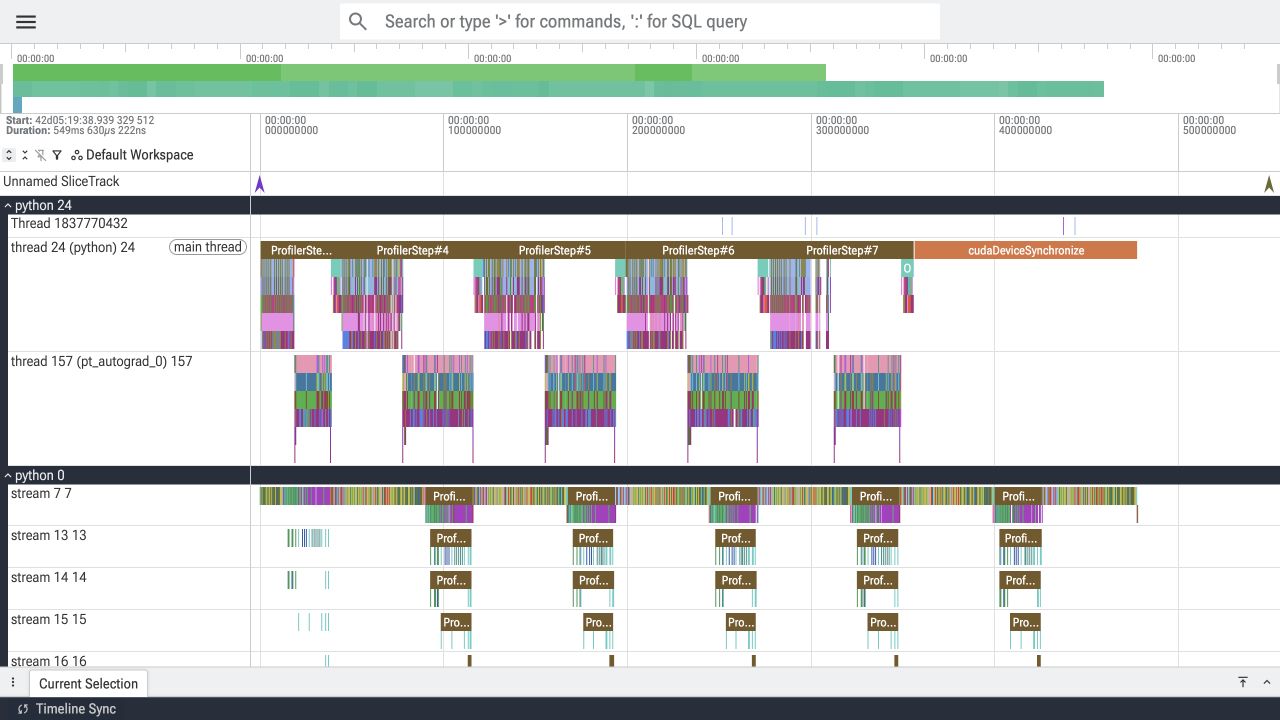 Search or type '>' for commands, ':' for SQL query
00:00:00 00:00:00 00:00:00 00:00:00 00:00:00 00:00:00
Start: 42d05:19:38.939 329 512
Duration: 549ms 630µs 222ns
00:00:00 00:00:00 00:00:00 00:00:00 00:00:00 00:00:00
000000000 100000000 200000000 300000000 400000000 500000000
Default Workspace
Unnamed SliceTrack
python 24
Thread 1837770432
thread 24 (python) 24 main thread
ProfilerSte... ProfilerStep#4 ProfilerStep#5 ProfilerStep#6 ProfilerStep#7 cudaDeviceSynchronize
O
thread 157 (pt_autograd_0) 157
python 0
stream 7 7 Profi... Profi... Profi... Profi... Profi...
stream 13 13 Prof... Prof... Prof... Prof... Profi...
stream 14 14 Prof... Prof... Prof... Prof... Prof...
stream 15 15 Pro... Pro... Pro... Pro... Pro...
stream 16 16
Current Selection
Timeline Sync